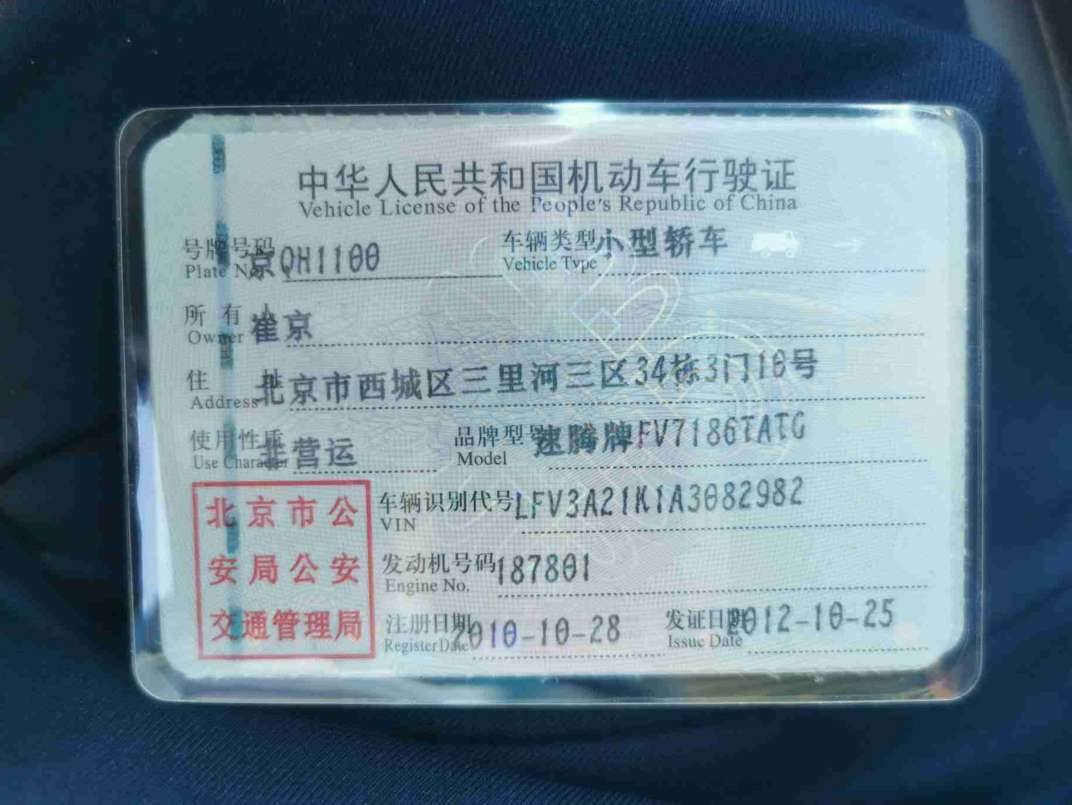 中华人民共和国机动车行驶证
Vehicle License of the People's Republic of China
号牌号码 京QH1100 车辆类型 小型轿车
Plate No. Vehicle Type
所有人 崔京
Owner
住址 北京市西城区三里河三区34栋3门10号
Address
使用性质 非营运 品牌型号 速腾牌FV7186TATG
Use Character Model
北京市公
安局公安
交通管理局
车辆识别代号 LFV3A21K1A3082982
VIN
发动机号码 187801
Engine No.
注册日期 2010-10-28 发证日期 2012-10-25
Register Date Issue Date